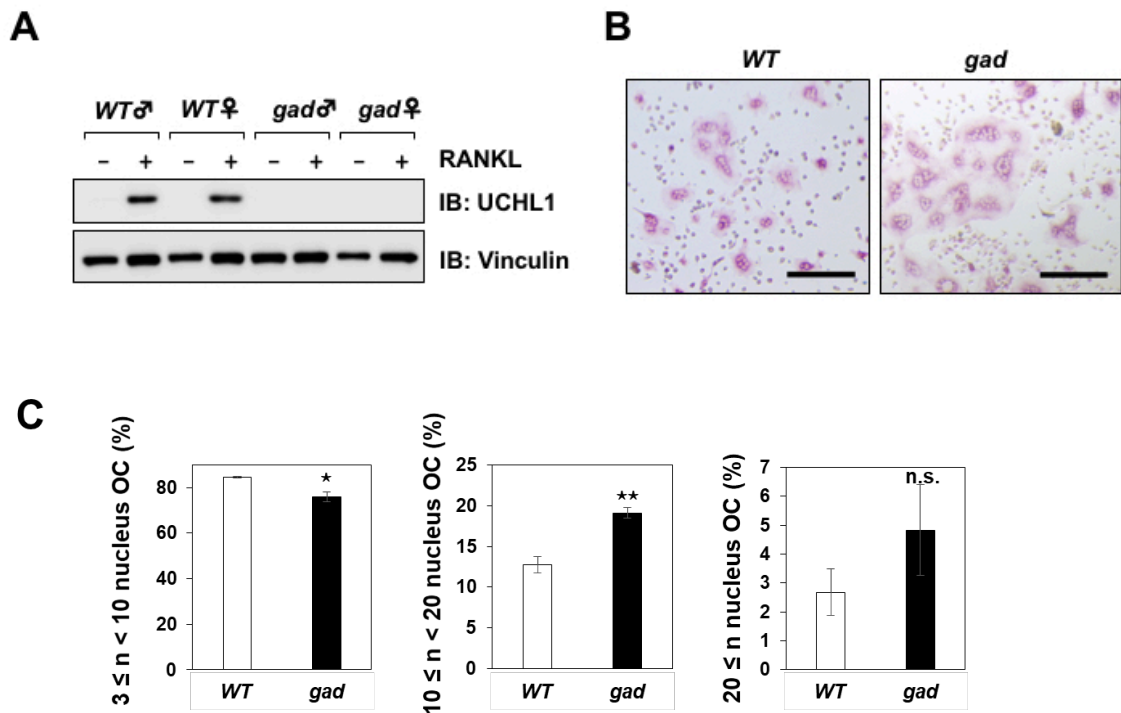 A
WT♂ WT♀ gad♂ gad♀
− + − + − + − + RANKL
IB: UCHL1
IB: Vinculin
B
WT gad
C
3 ≤ n < 10 nucleus OC (%)
80
60
40
20
0
★
WT gad
10 ≤ n < 20 nucleus OC (%)
25
20
15
10
5
0
★★
WT gad
20 ≤ n nucleus OC (%)
7
6
5
4
3
2
1
0
n.s.
WT gad